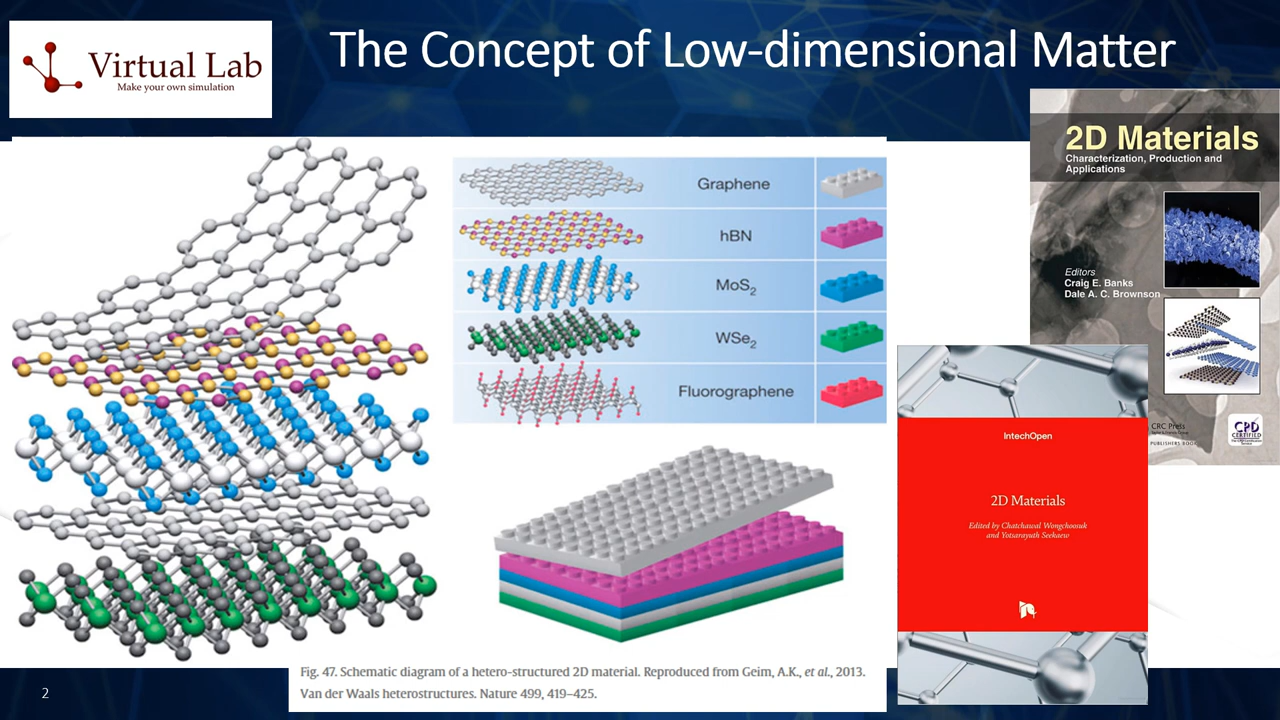 Virtual Lab
Make your own simulation
The Concept of Low-dimensional Matter
Graphene
hBN
MoS₂
WSe₂
Fluorographene
Fig. 47. Schematic diagram of a hetero-structured 2D material. Reproduced from Geim, A.K., et al., 2013.
Van der Waals heterostructures. Nature 499, 419–425.
2D Materials
Characterization, Production and
Applications
Editors
Craig E. Banks
Dale A. C. Brownson
CRC Press
CPD
CERTIFIED
IntechOpen
2D Materials
Edited by Chatchawal Wongchoosuk
and Yotsarayuth Seekaew
2